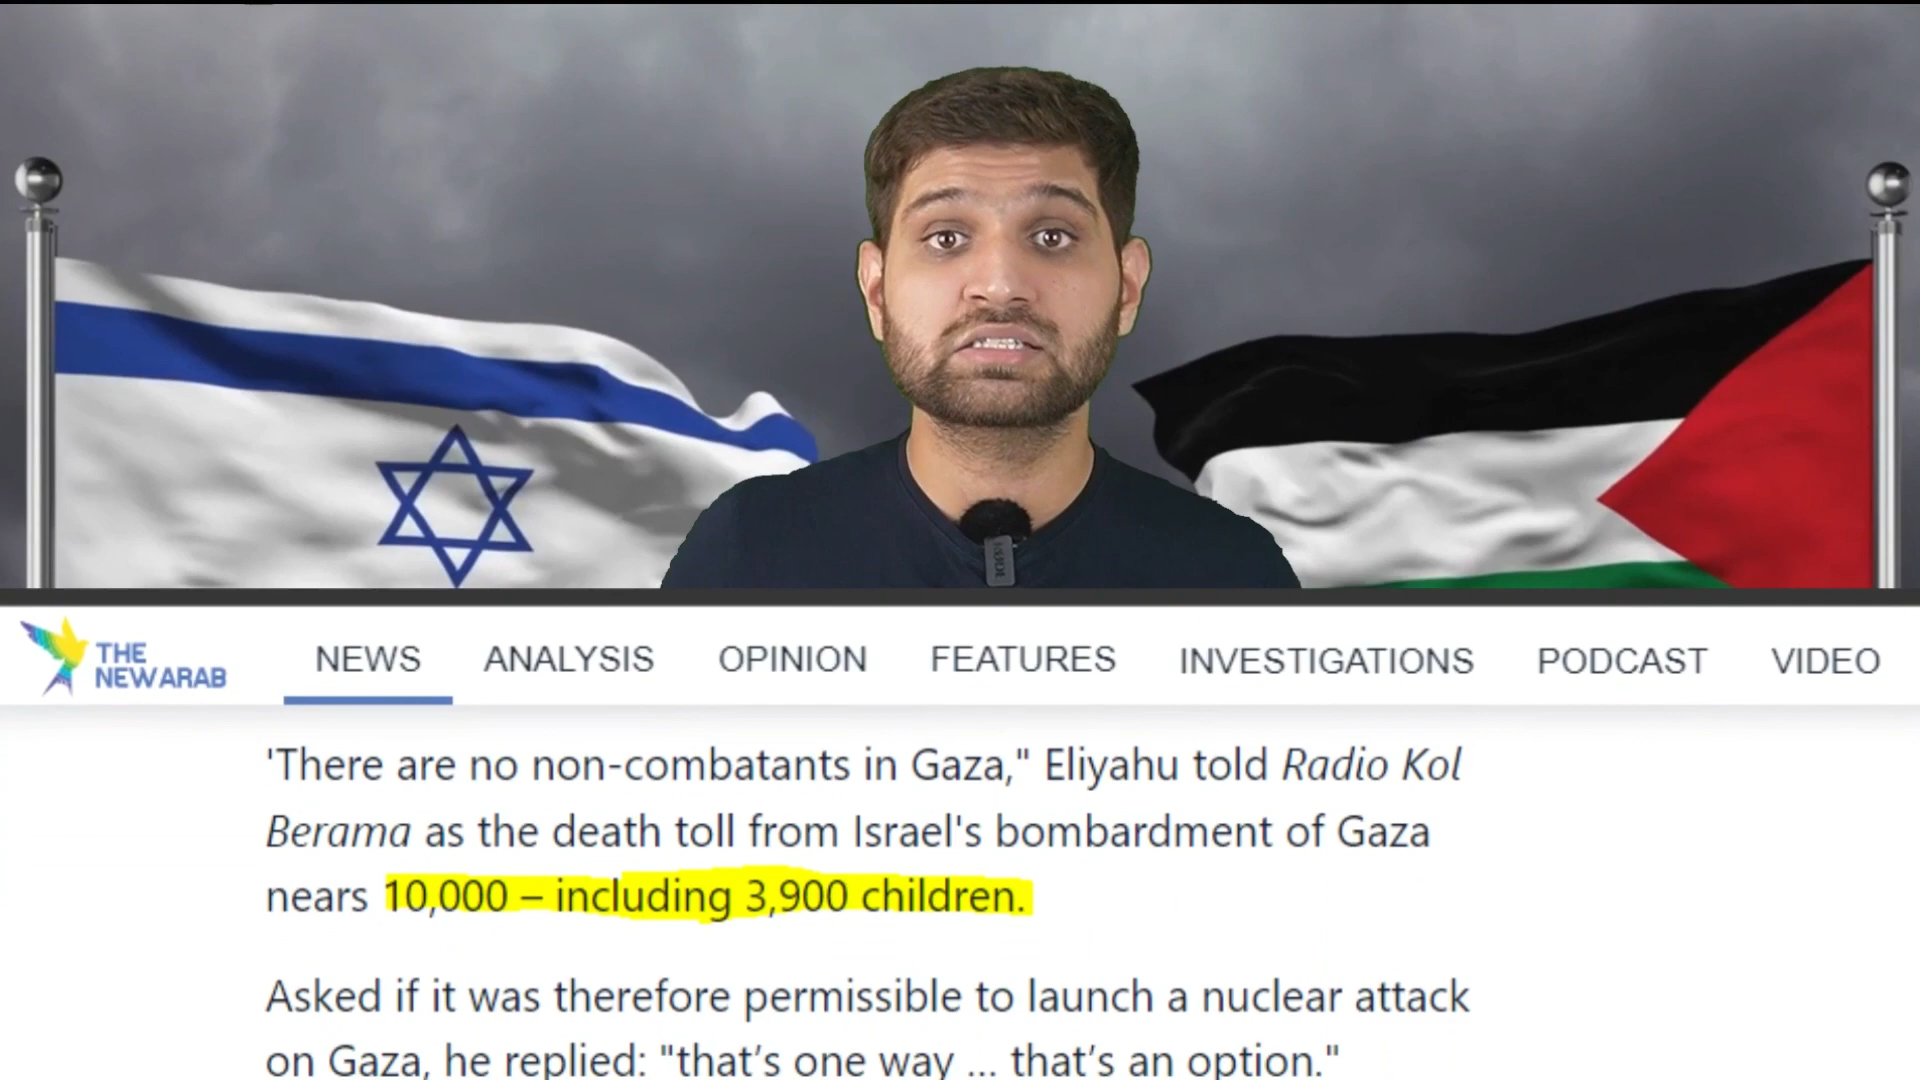 THE
NEW ARAB
NEWS ANALYSIS OPINION FEATURES INVESTIGATIONS PODCAST VIDEO
'There are no non-combatants in Gaza," Eliyahu told Radio Kol
Berama as the death toll from Israel's bombardment of Gaza
nears 10,000 – including 3,900 children.
Asked if it was therefore permissible to launch a nuclear attack
on Gaza, he replied: "that's one way ... that's an option."